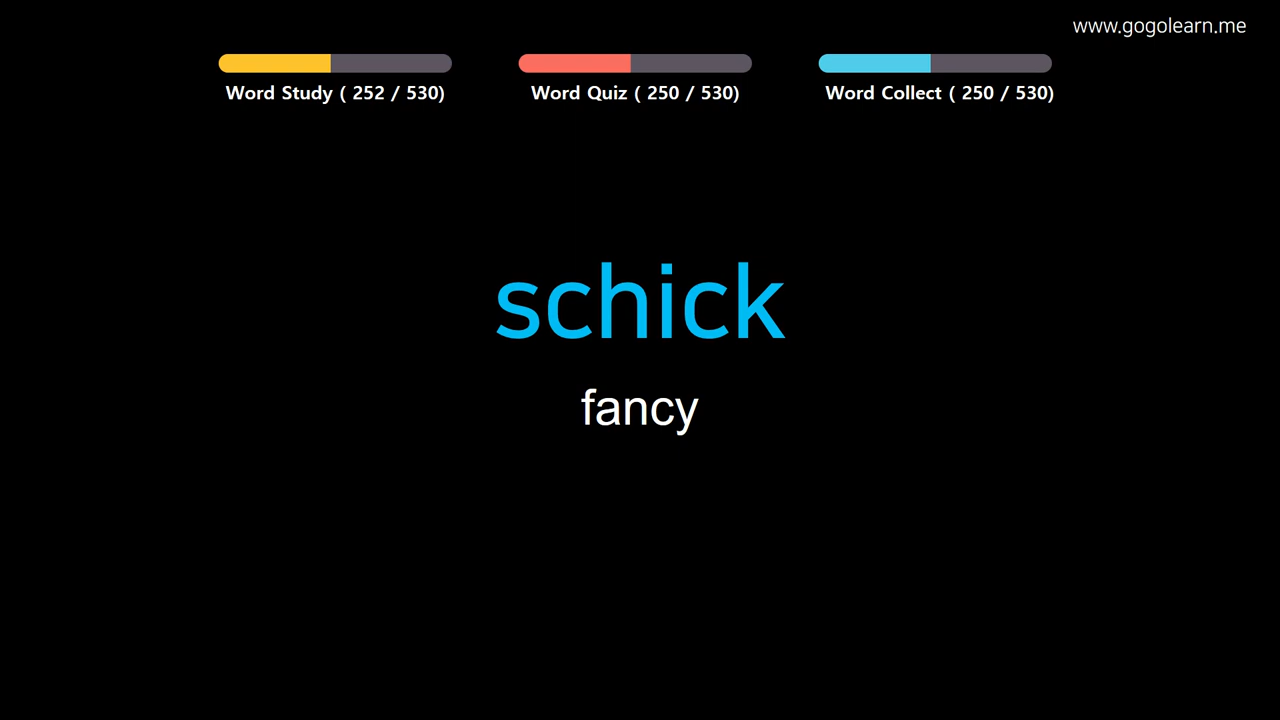 www.gogolearn.me
Word Study ( 252 / 530)
Word Quiz ( 250 / 530)
Word Collect ( 250 / 530)
schick
fancy